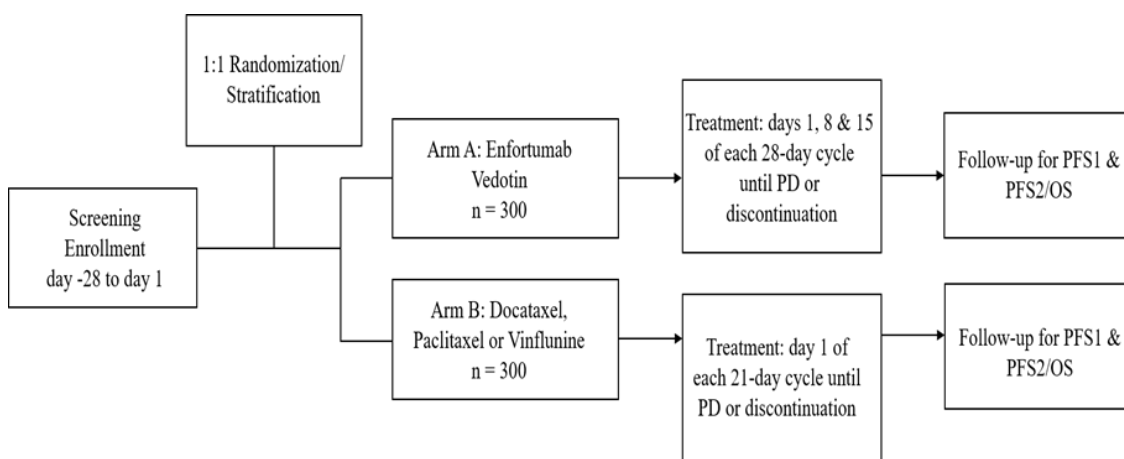 1:1 Randomization/
Stratification
Screening
Enrollment
day -28 to day 1
Arm A: Enfortumab
Vedotin
n = 300
Treatment: days 1, 8 & 15
of each 28-day cycle
until PD or
discontinuation
Follow-up for PFS1 &
PFS2/OS
Arm B: Docataxel,
Paclitaxel or Vinflunine
n = 300
Treatment: day 1 of
each 21-day cycle until
PD or discontinuation
Follow-up for PFS1 &
PFS2/OS